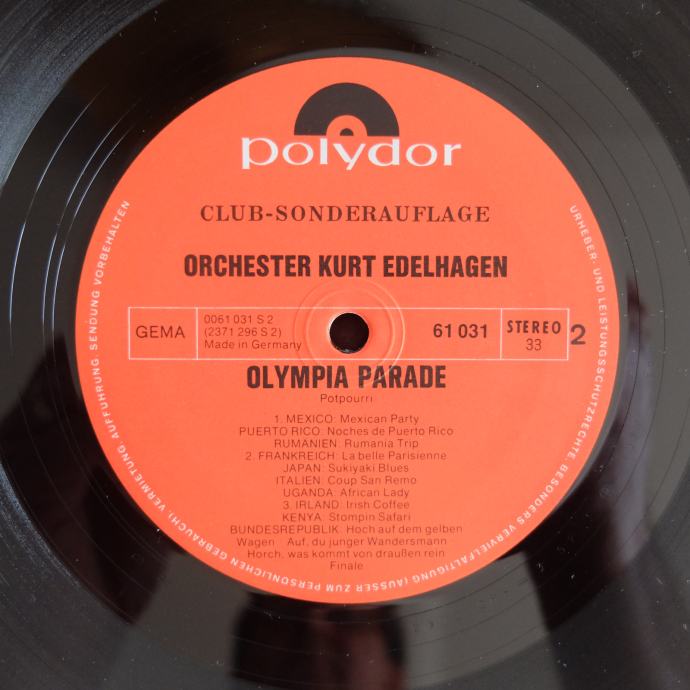 polydor
CLUB-SONDERAUFLAGE
ORCHESTER KURT EDELHAGEN
GEMA
0061 031 S 2
(2371 296 S 2)
Made in Germany
61 031
STEREO
33
2
OLYMPIA PARADE
Potpourri
1. MEXICO: Mexican Party
PUERTO RICO: Noches de Puerto Rico
RUMANIEN: Rumania Trip
2. FRANKREICH: La belle Parisienne
JAPAN: Sukiyaki Blues
ITALIEN: Coup San Remo
UGANDA: African Lady
3. IRLAND: Irish Coffee
KENYA: Stompin Safari
BUNDESREPUBLIK: Hoch auf dem gelben
Wagen - Auf, du junger Wandersmann -
Horch, was kommt von draußen rein
Finale
URHEBER- UND LEISTUNGSSCHUTZRECHTE BESONDERS VERVIELFÄLTIGUNG (AUSSER ZUM PERSÖNLICHEN GEBRAUCH), VERMIETUNG, AUFFÜHRUNG, SENDUNG VORBEHALTEN